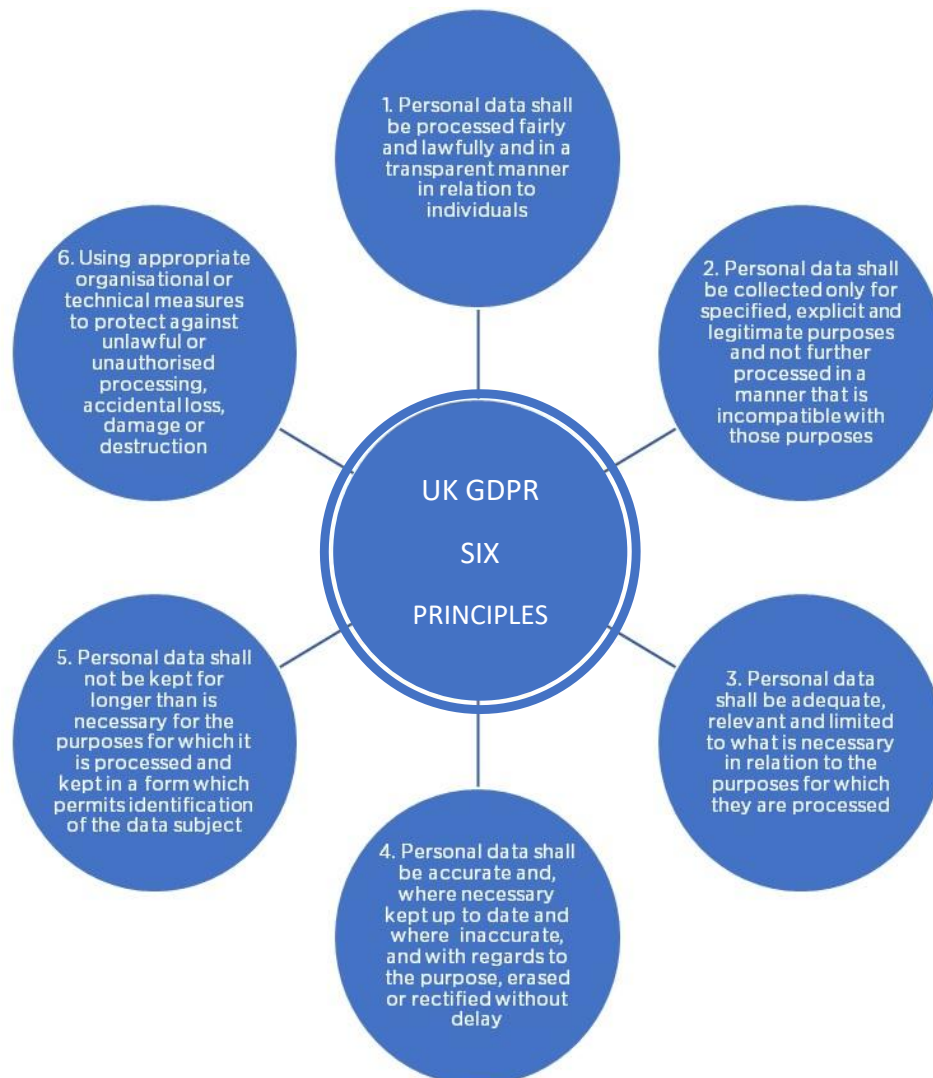 1. Personal data shall
be processed fairly
and lawfully and in a
transparent manner
in relation to
individuals
2. Personal data shall
be collected only for
specified, explicit and
legitimate purposes
and not further
processed in a
manner that is
incompatible with
those purposes
3. Personal data
shall be adequate,
relevant and limited
to what is necessary
in relation to the
purposes for which
they are processed
4. Personal data shall
be accurate and,
where necessary
kept up to date and
where inaccurate,
and with regards to
the purpose, erased
or rectified without
delay
5. Personal data shall
not be kept for
longer than is
necessary for the
purposes for which it
is processed and
kept in a form which
permits identification
of the data subject
6. Using appropriate
organisational or
technical measures
to protect against
unlawful or
unauthorised
processing,
accidental loss,
damage or
destruction
UK GDPR
SIX
PRINCIPLES